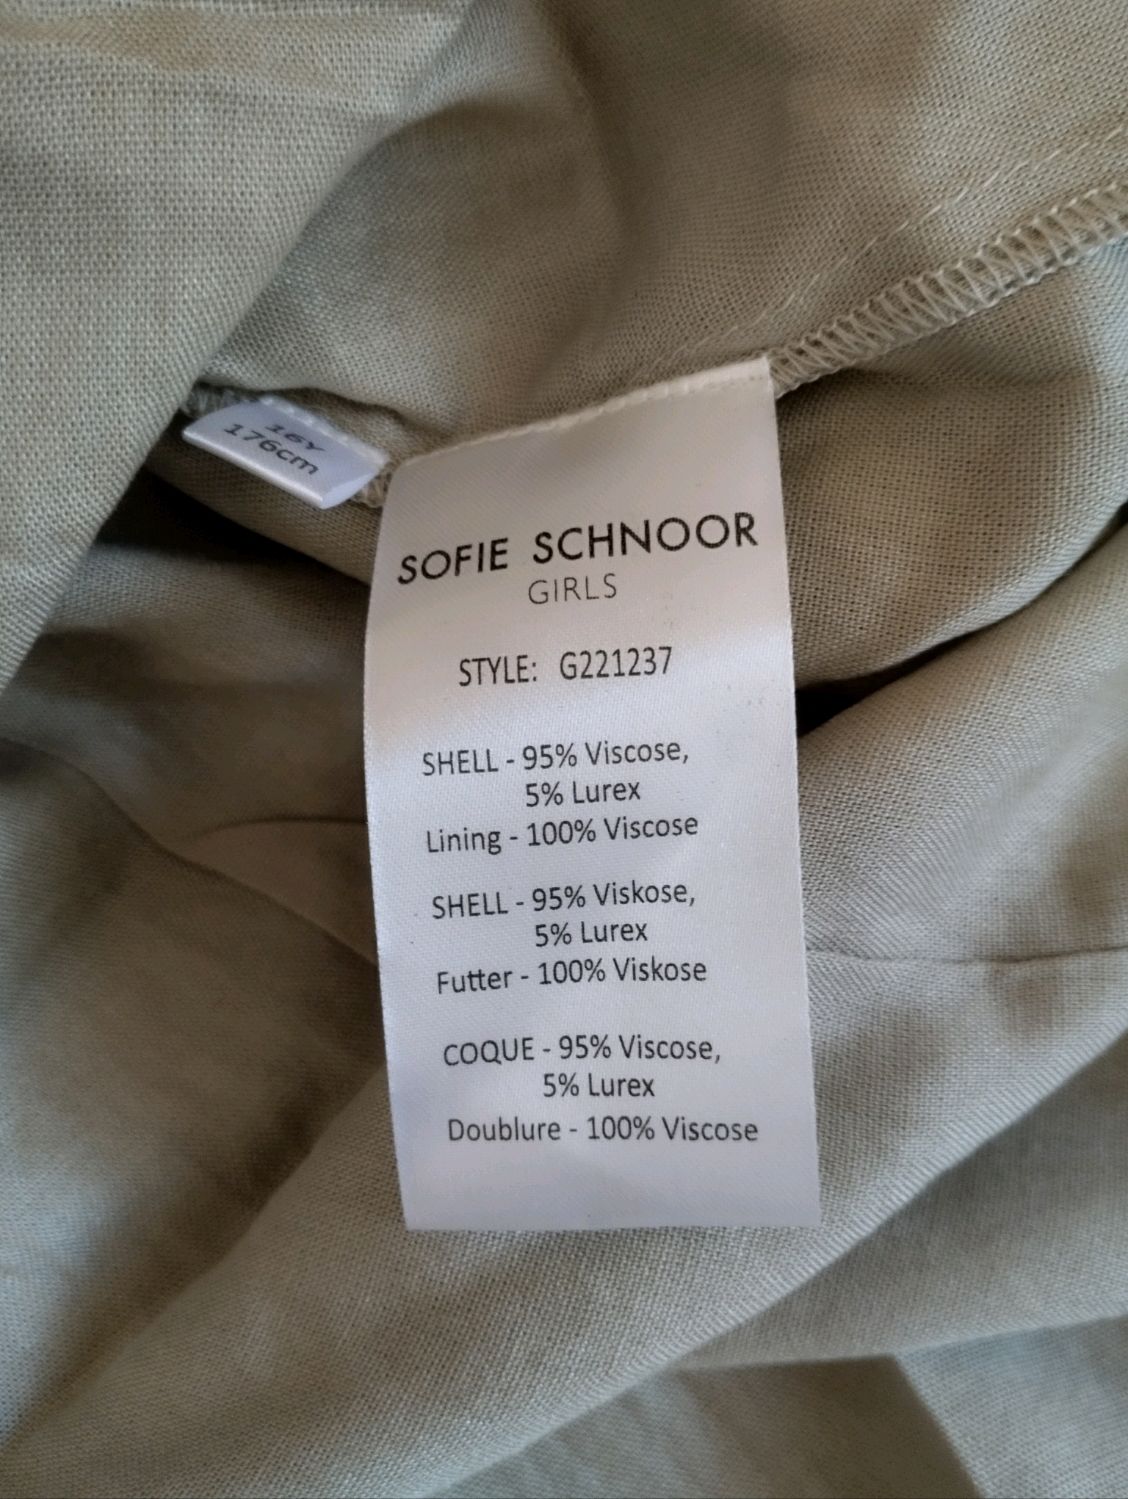 16Y
176cm
SOFIE SCHNOOR
GIRLS
STYLE: G221237
SHELL - 95% Viscose,
5% Lurex
Lining - 100% Viscose
SHELL - 95% Viskose,
5% Lurex
Futter - 100% Viskose
COQUE - 95% Viscose,
5% Lurex
Doublure - 100% Viscose